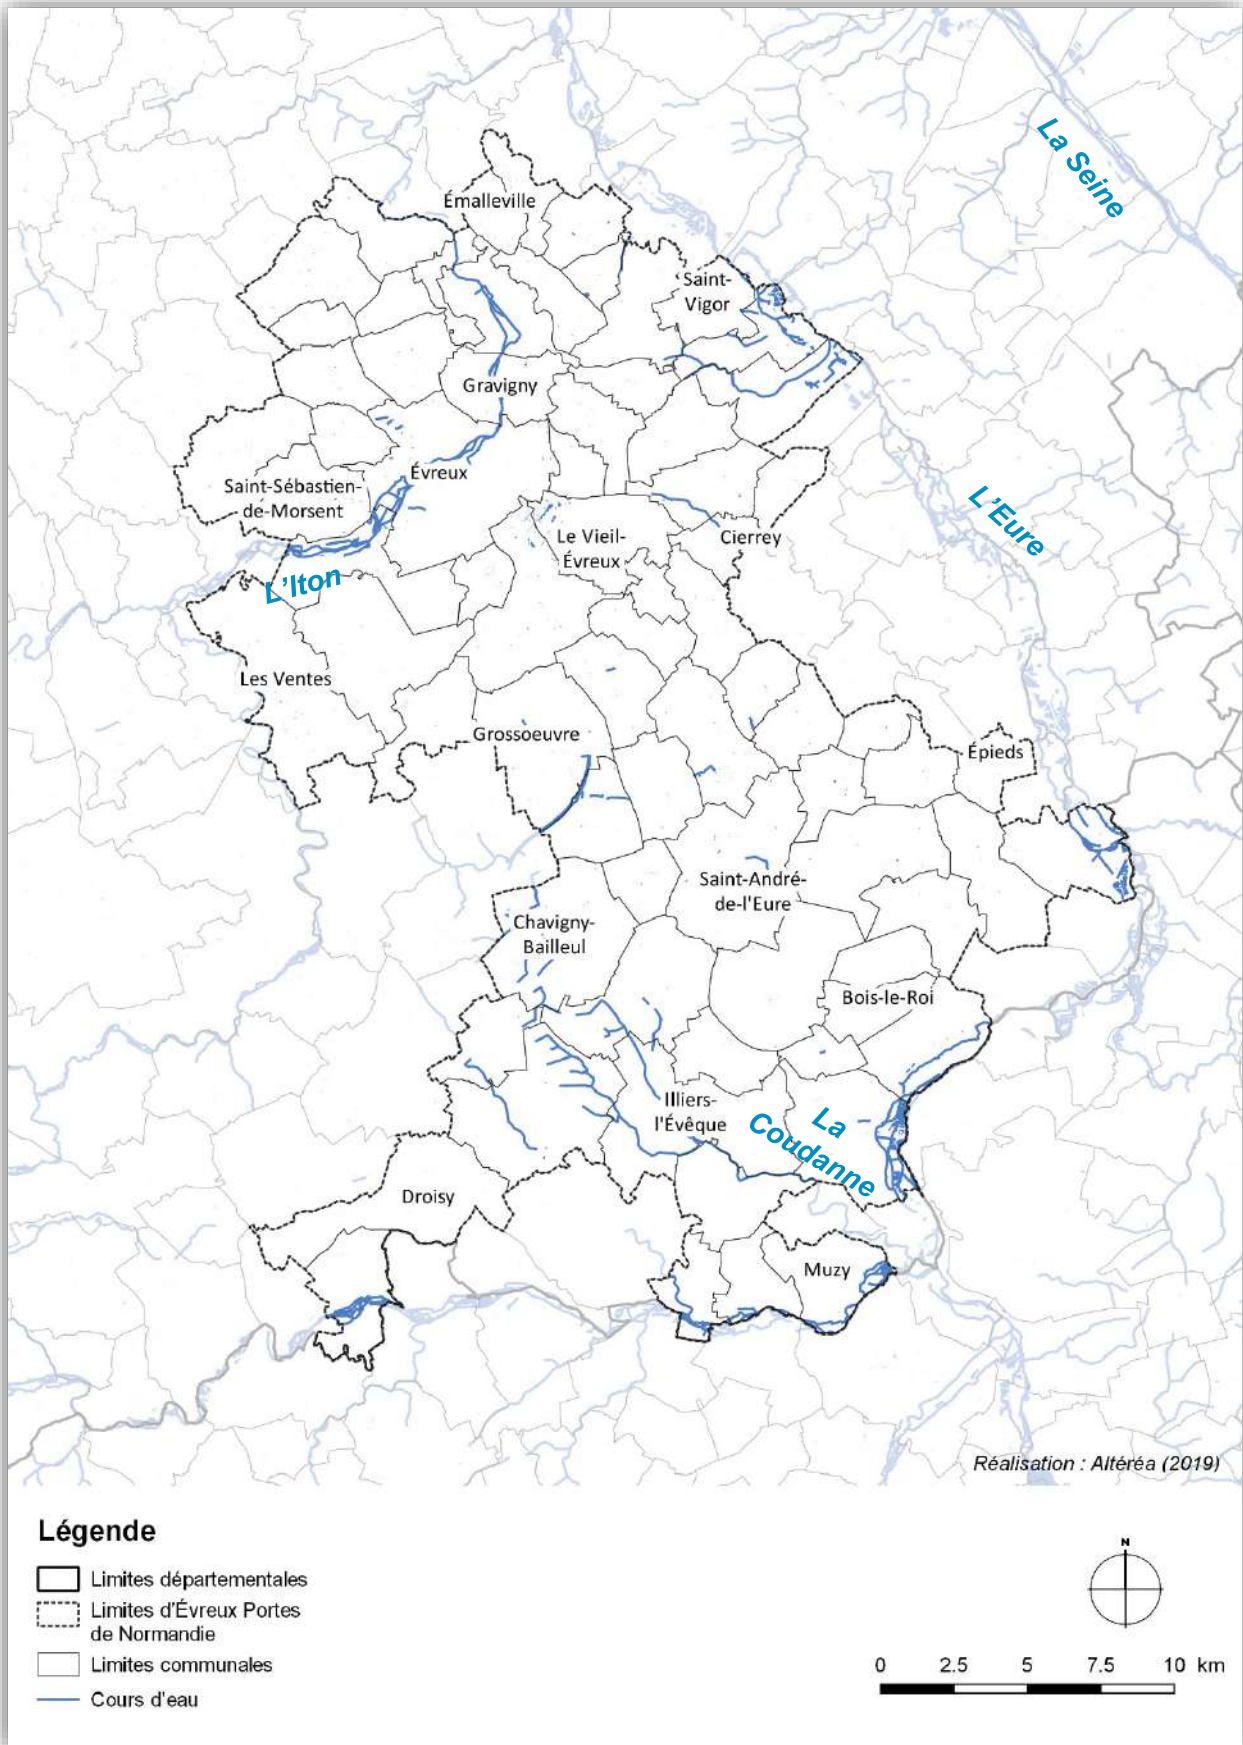 La Seine
Émalleville
Saint-
Vigor
Gravigny
Évreux
Saint-Sébastien-
de-Morsent
L'Eure
Le Vieil-
Évreux
Cierrey
L'Iton
Les Ventes
Grossoeuvre
Épieds
Saint-André-
de-l'Eure
Chavigny-
Bailleul
Bois-le-Roi
Illiers-
l'Évêque
La
Coudanne
Droisy
Muzy
Réalisation : Altéréa (2019)
Légende
Limites départementales
Limites d'Évreux Portes
de Normandie
Limites communales
Cours d'eau
N
0 2.5 5 7.5 10 km